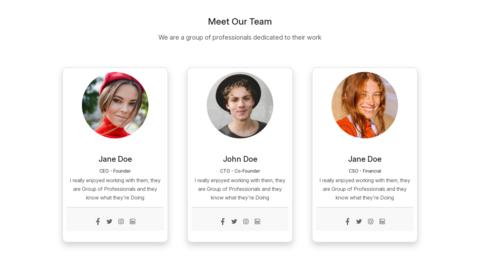 Meet Our Team
We are a group of professionals dedicated to their work
Jane Doe
CEO - Founder
I really enjoyed working with them, they
are Group of Professionals and they
know what they're Doing
John Doe
CTO - Co-Founder
I really enjoyed working with them, they
are Group of Professionals and they
know what they're Doing
Jane Doe
CSO - Financial
I really enjoyed working with them, they
are Group of Professionals and they
know what they're Doing